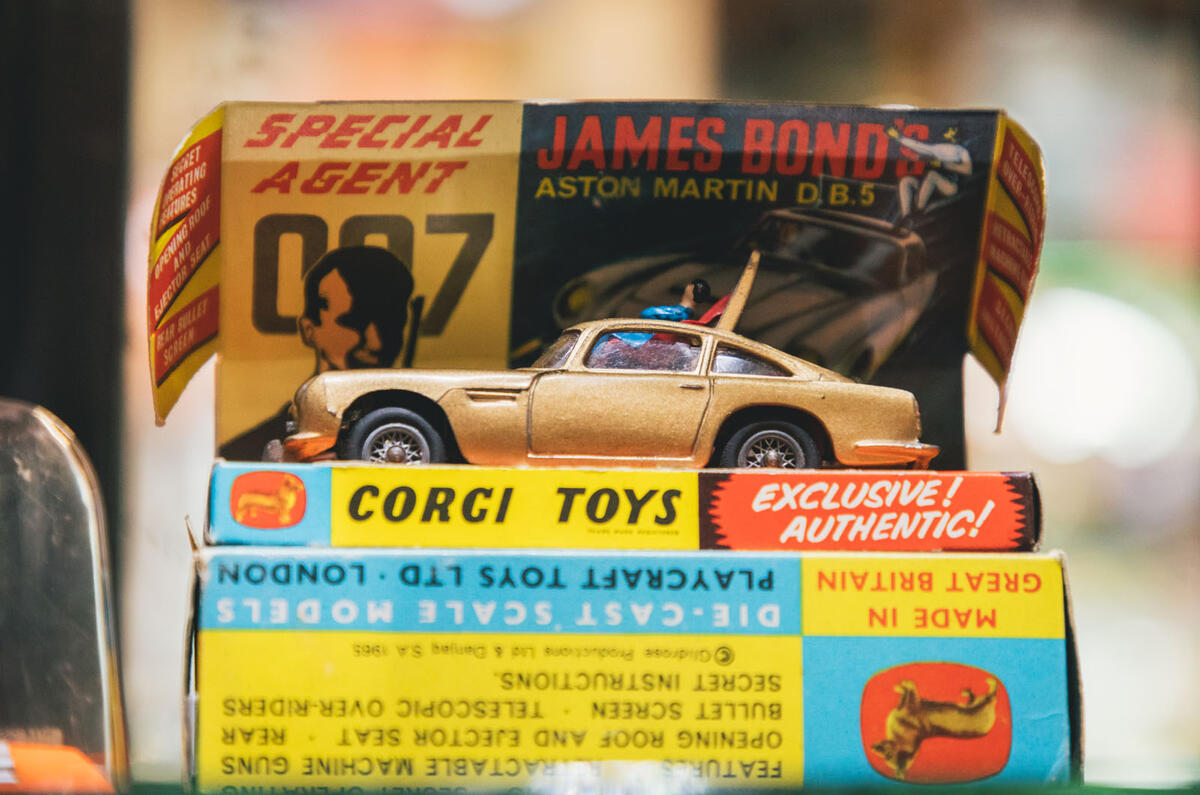 SPECIAL
AGENT
007
JAMES BOND'S
ASTON MARTIN D.B.5
SECRET
OPERATING
FEATURES
OPENING ROOF
AND
EJECTOR SEAT
REAR BULLET
SCREEN
CORGI TOYS
EXCLUSIVE!
AUTHENTIC!
MADE IN
GREAT BRITAIN
DIE-CAST SCALE MODELS
PLAYCRAFT TOYS LTD · LONDON
FEATURES RETRACTABLE MACHINE GUNS
OPENING ROOF AND EJECTOR SEAT · REAR
BULLET SCREEN · TELESCOPIC OVER-RIDERS
SECRET INSTRUCTIONS.
© Glidrose Productions Ltd & Danjaq S.A 1965